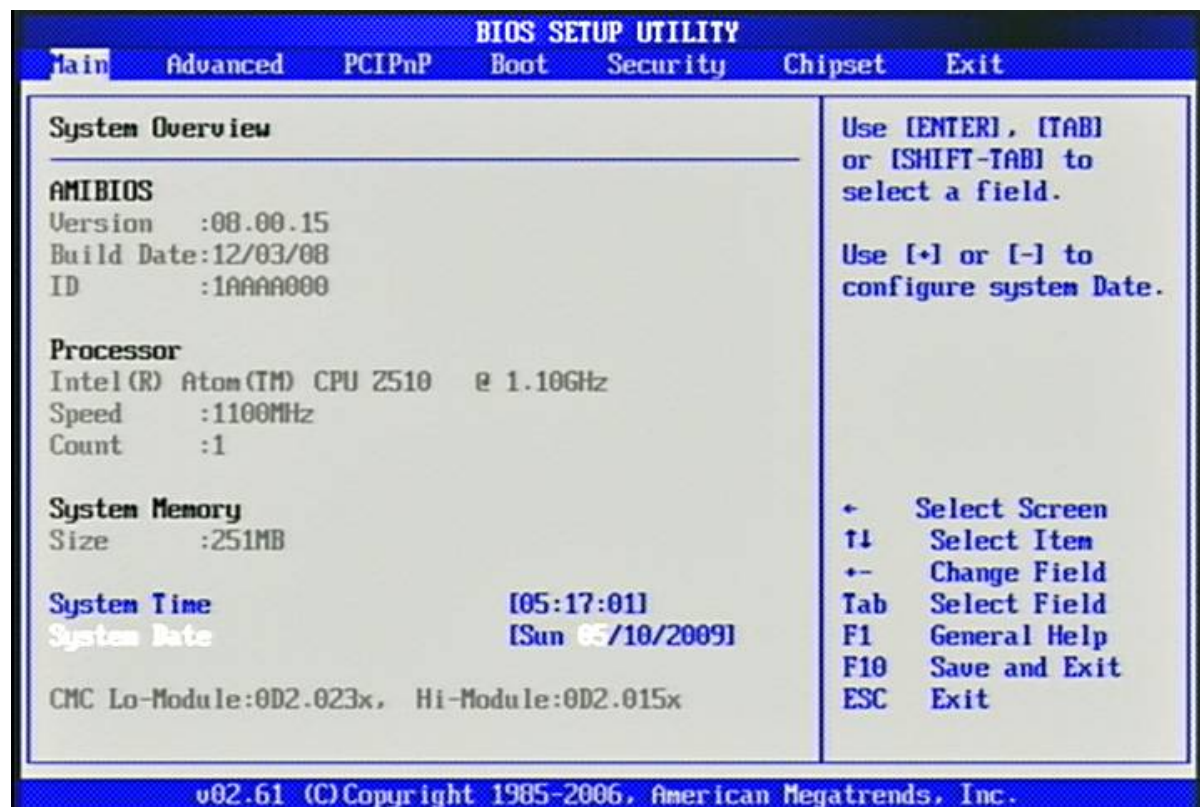 BIOS SETUP UTILITY
Main Advanced PCIPnP Boot Security Chipset Exit
System Overview
AMIBIOS
Version :08.00.15
Build Date:12/03/08
ID :1AAAA000
Processor
Intel(R) Atom(TM) CPU Z510 @ 1.10GHz
Speed :1100MHz
Count :1
System Memory
Size :251MB
System Time [05:17:01]
System Date [Sun 05/10/2009]
CMC Lo-Module:0D2.023x, Hi-Module:0D2.015x
Use [ENTER], [TAB]
or [SHIFT-TAB] to
select a field.
Use [+] or [-] to
configure system Date.
← Select Screen
↑↓ Select Item
+- Change Field
Tab Select Field
F1 General Help
F10 Save and Exit
ESC Exit
v02.61 (C)Copyright 1985-2006, American Megatrends, Inc.